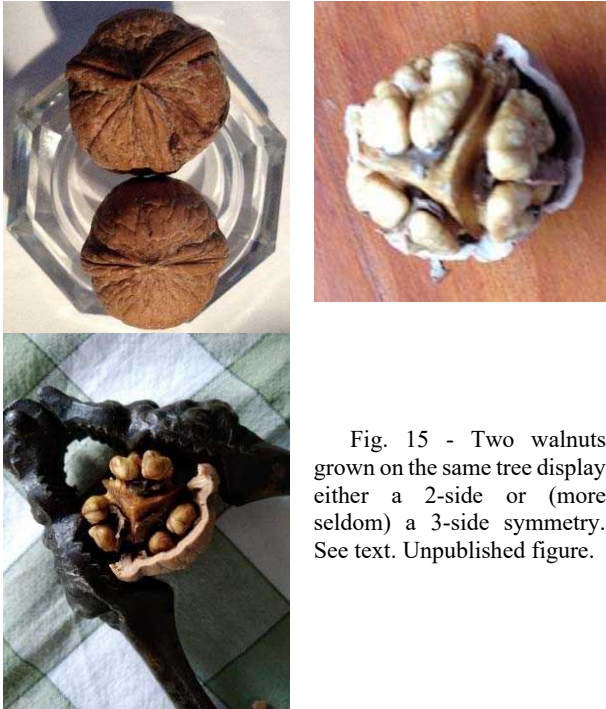 Fig. 15 - Two walnuts
grown on the same tree display
either a 2-side or (more
seldom) a 3-side symmetry.
See text. Unpublished figure.